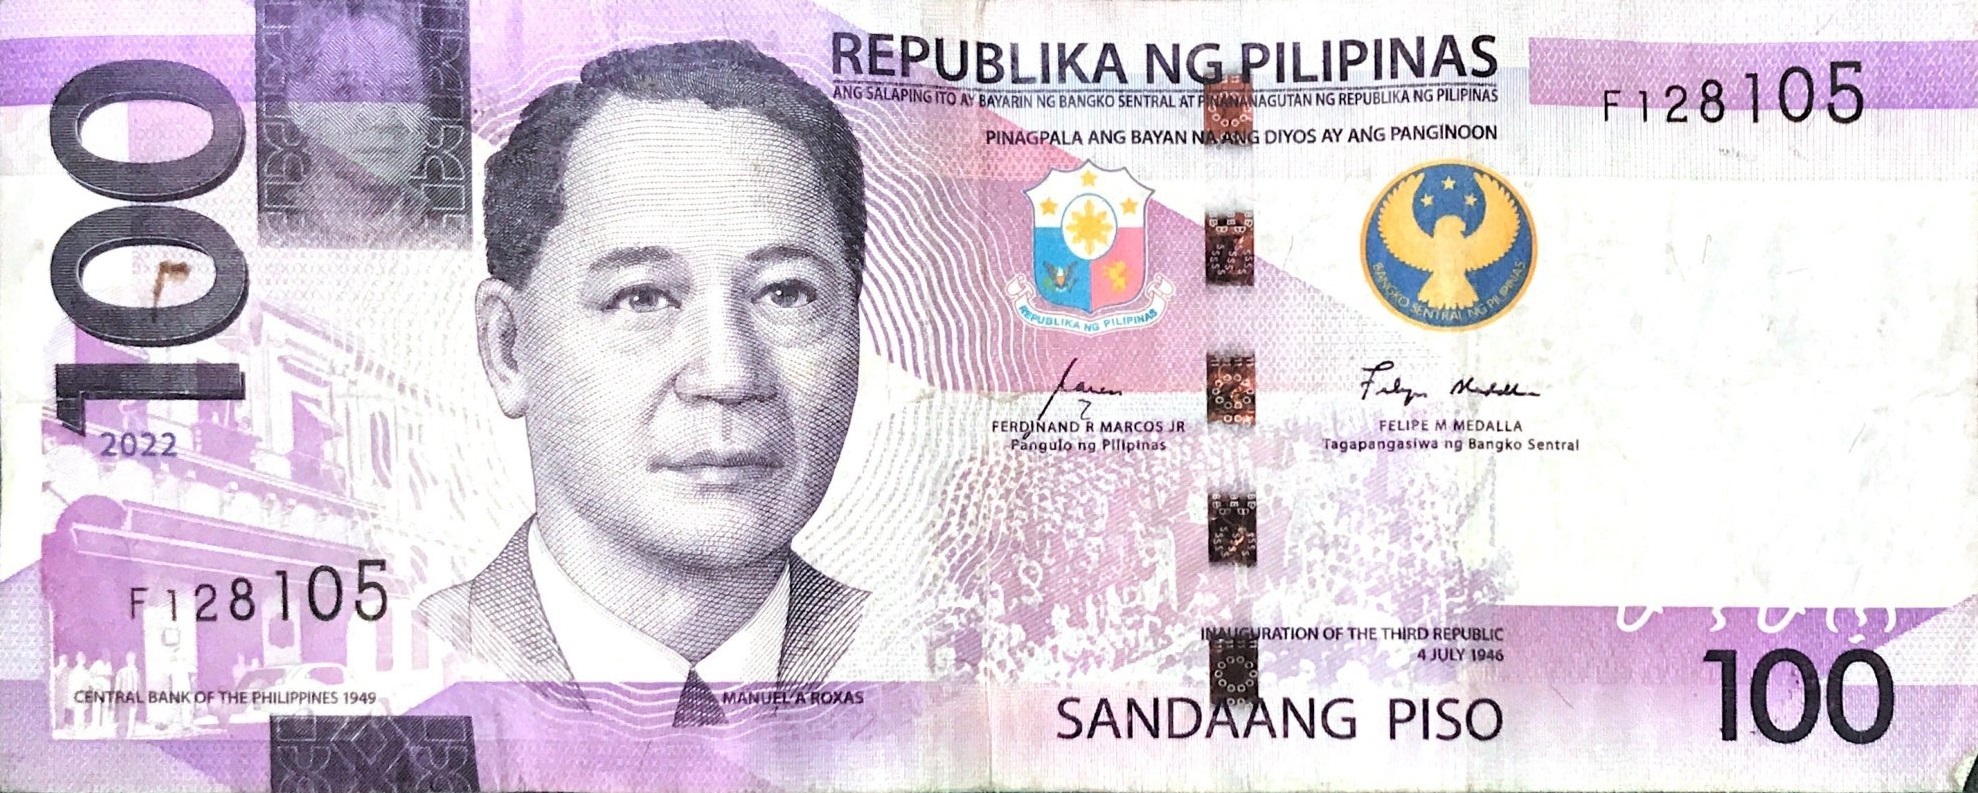 100
REPUBLIKA NG PILIPINAS
ANG SALAPING ITO AY BAYARIN NG BANGKO SENTRAL AT PINANANAGUTAN NG REPUBLIKA NG PILIPINAS
PINAGPALA ANG BAYAN NA ANG DIYOS AY ANG PANGINOON
F128105
REPUBLIKA NG PILIPINAS
BANGKO SENTRAL NG PILIPINAS
FERDINAND R MARCOS JR
Pangulo ng Pilipinas
FELIPE M MEDALLA
Tagapangasiwa ng Bangko Sentral
2022
F128105
CENTRAL BANK OF THE PHILIPPINES 1949
MANUEL A ROXAS
INAUGURATION OF THE THIRD REPUBLIC
4 JULY 1946
SANDAANG PISO
100